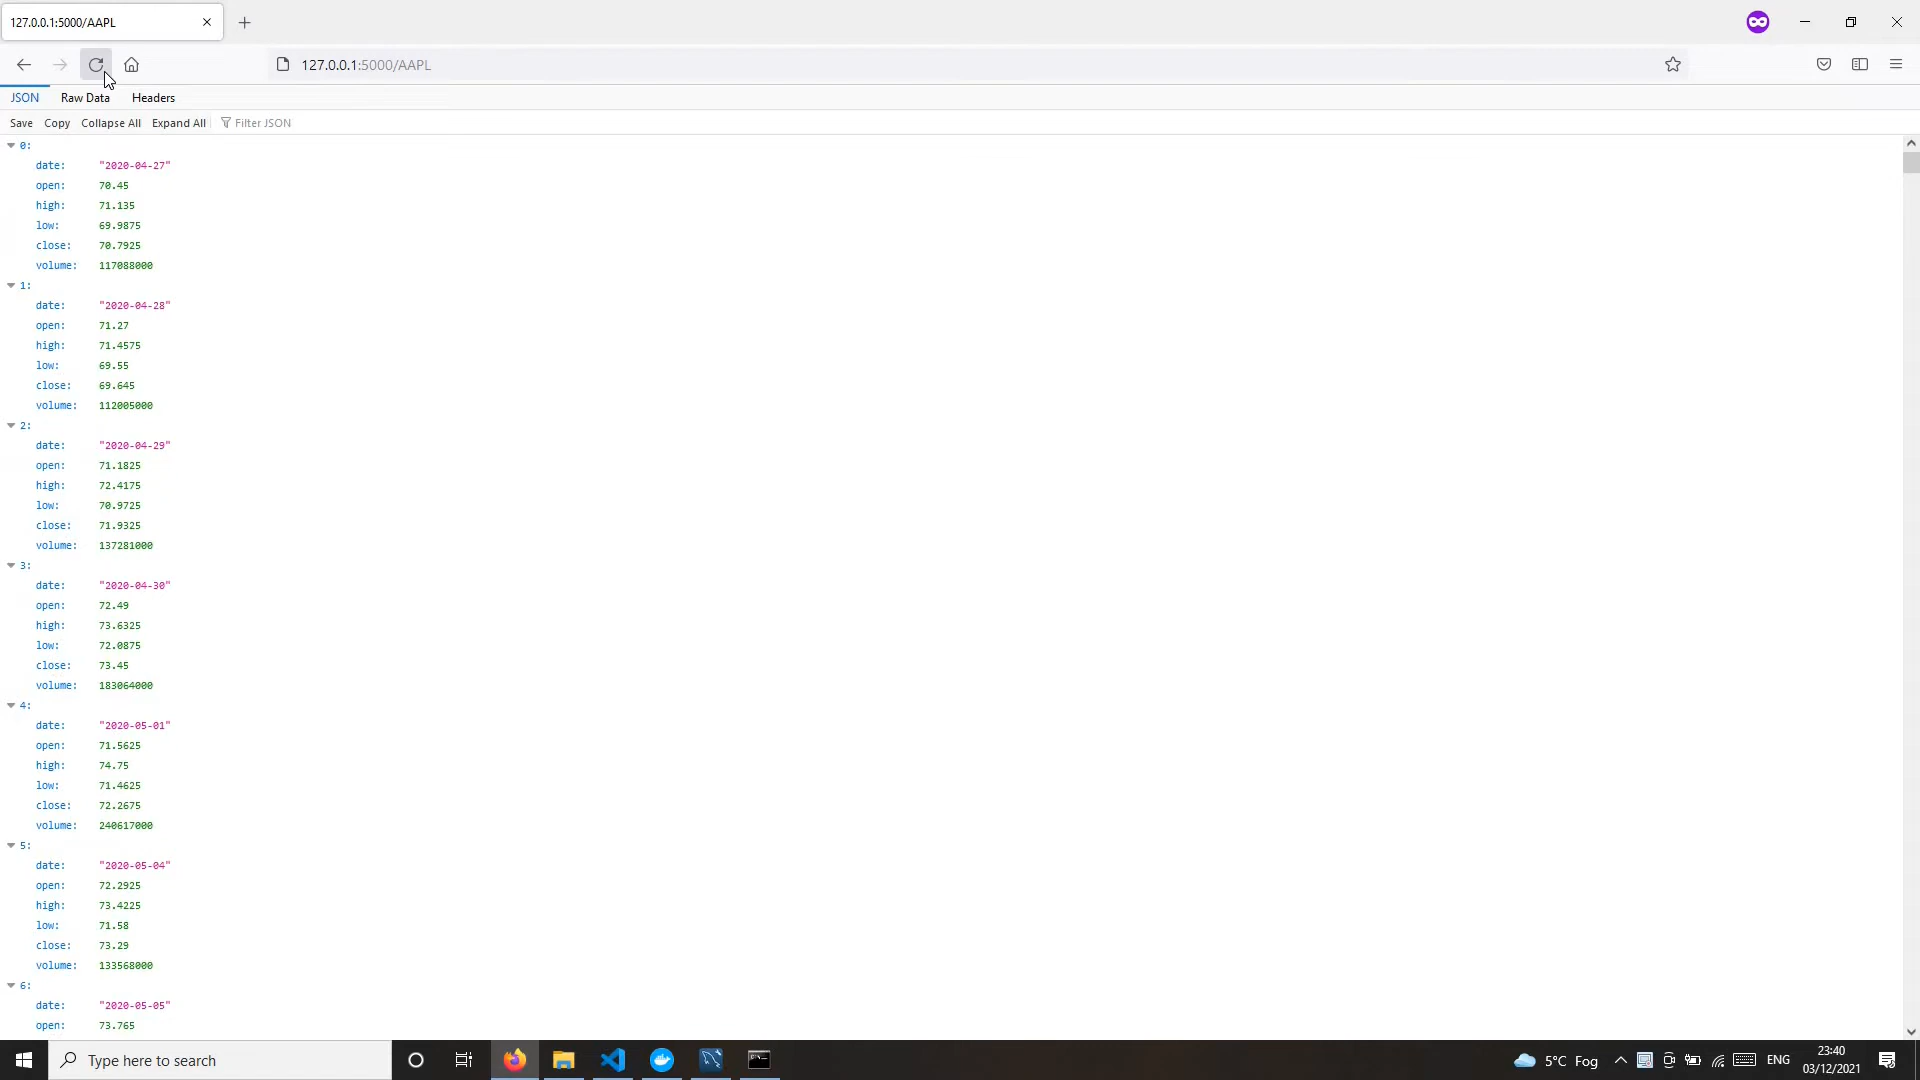 127.0.0.1:5000/AAPL
127.0.0.1:5000/AAPL
JSON Raw Data Headers
Save Copy Collapse All Expand All Filter JSON
0:
date: "2020-04-27"
open: 70.45
high: 71.135
low: 69.9875
close: 70.7925
volume: 117088000
1:
date: "2020-04-28"
open: 71.27
high: 71.4575
low: 69.55
close: 69.645
volume: 112005000
2:
date: "2020-04-29"
open: 71.1825
high: 72.4175
low: 70.9725
close: 71.9325
volume: 137281000
3:
date: "2020-04-30"
open: 72.49
high: 73.6325
low: 72.0875
close: 73.45
volume: 183064000
4:
date: "2020-05-01"
open: 71.5625
high: 74.75
low: 71.4625
close: 72.2675
volume: 240617000
5:
date: "2020-05-04"
open: 72.2925
high: 73.4225
low: 71.58
close: 73.29
volume: 133568000
6:
date: "2020-05-05"
open: 73.765
Type here to search
5°C Fog
ENG
23:40
03/12/2021